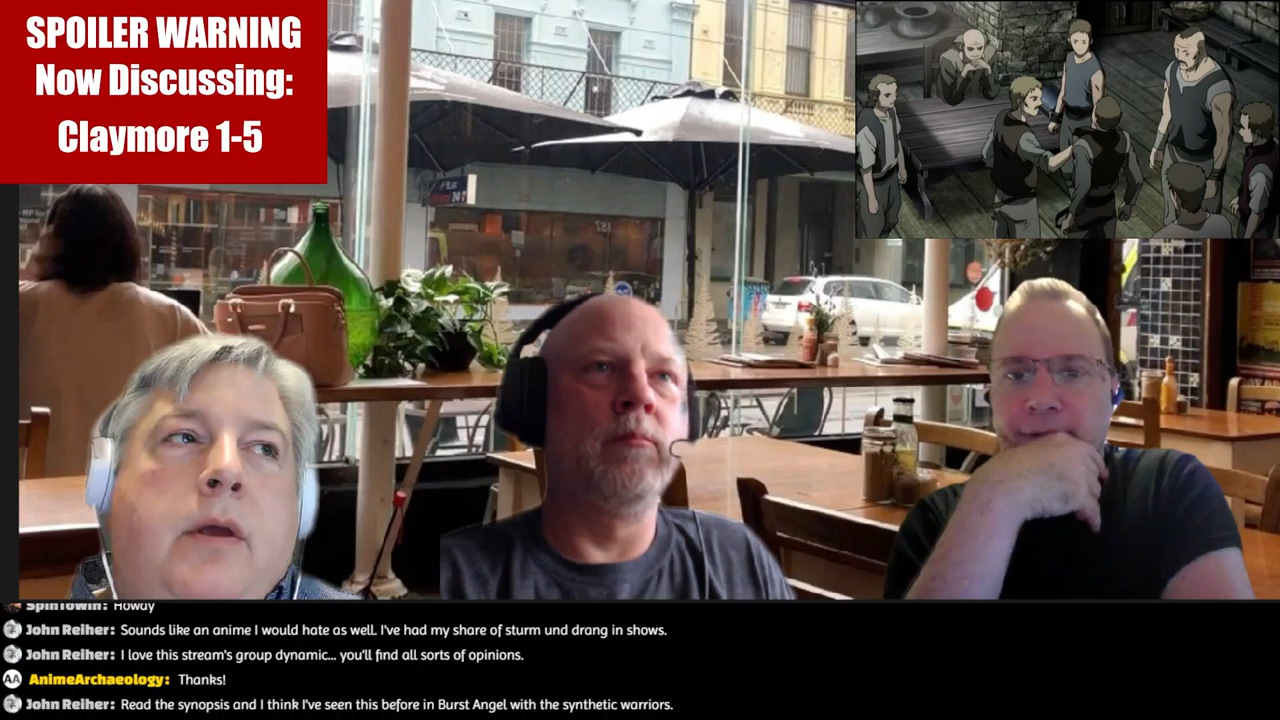 SPOILER WARNING
Now Discussing:
Claymore 1-5
SpinToWin: Howdy
John Reiher: Sounds like an anime I would hate as well. I've had my share of sturm und drang in shows.
John Reiher: I love this stream's group dynamic... you'll find all sorts of opinions.
AA AnimeArchaeology: Thanks!
John Reiher: Read the synopsis and I think I've seen this before in Burst Angel with the synthetic warriors.